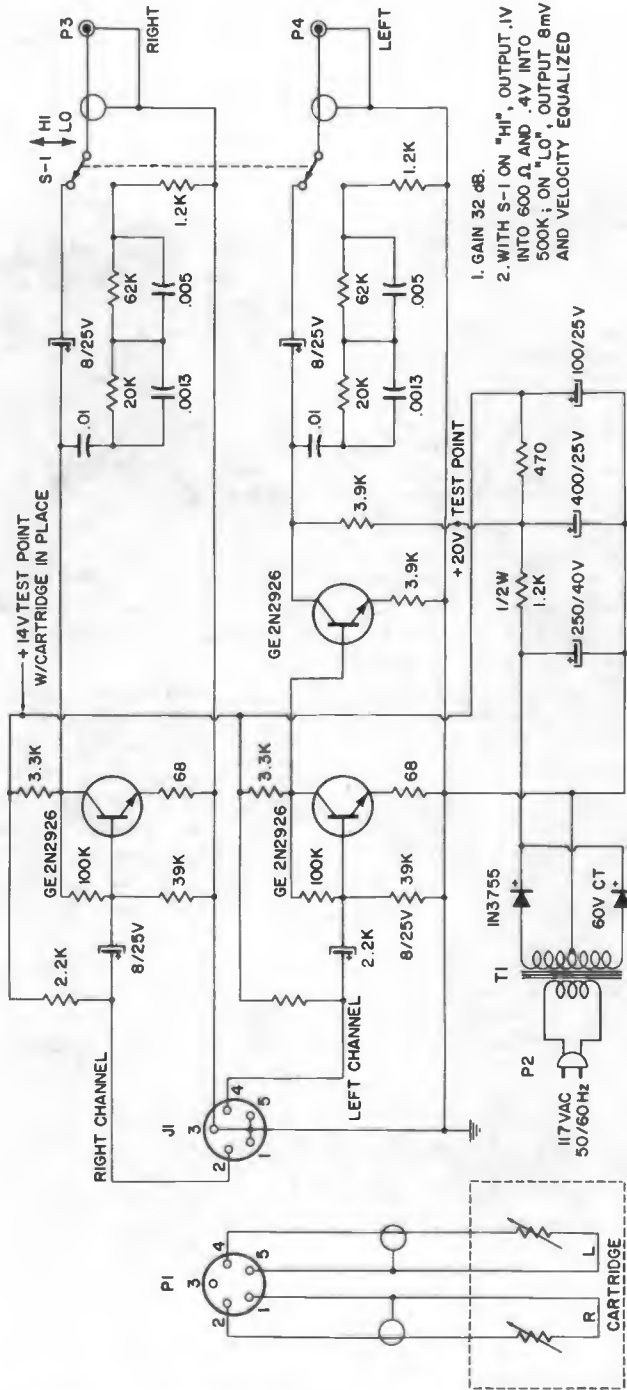 RIGHT CHANNEL
2.2K
8/25V
100K
39K
GE 2N2926
3.3K
68
+14V TEST POINT
W/CARTRIDGE IN PLACE
8/25V
.01
20K
.0013
62K
.005
1.2K
S-1
HI
LO
P3
RIGHT
J1
1
2
3
4
5
LEFT CHANNEL
2.2K
8/25V
100K
39K
GE 2N2926
3.3K
68
GE 2N2926
3.9K
3.9K
+20V TEST POINT
8/25V
.01
20K
.0013
62K
.005
1.2K
P4
LEFT
P1
1
2
3
4
5
R
L
CARTRIDGE
117VAC
50/60 Hz
P2
T1
1N3755
60V CT
250/40V
1/2W
1.2K
400/25V
470
100/25V
1. GAIN 32 dB.
2. WITH S-1 ON "HI", OUTPUT .1V
INTO 600 Ω AND .4V INTO
500K; ON "LO", OUTPUT 8mV
AND VELOCITY EQUALIZED